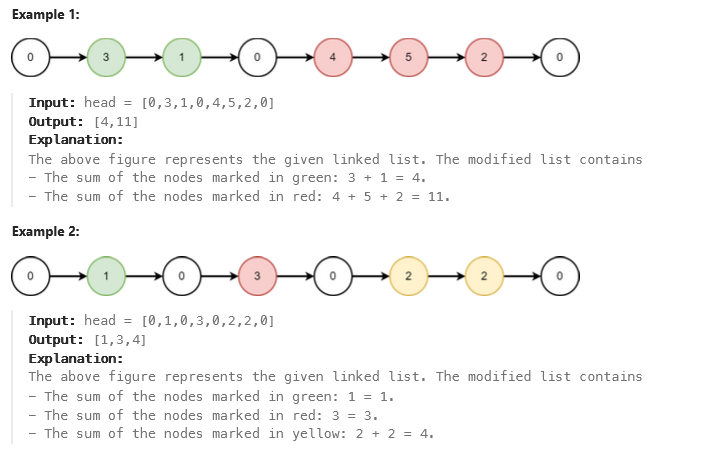 Example 1:
0 3 1 0 4 5 2 0
Input: head = [0,3,1,0,4,5,2,0]
Output: [4,11]
Explanation:
The above figure represents the given linked list. The modified list contains
- The sum of the nodes marked in green: 3 + 1 = 4.
- The sum of the nodes marked in red: 4 + 5 + 2 = 11.
Example 2:
0 1 0 3 0 2 2 0
Input: head = [0,1,0,3,0,2,2,0]
Output: [1,3,4]
Explanation:
The above figure represents the given linked list. The modified list contains
- The sum of the nodes marked in green: 1 = 1.
- The sum of the nodes marked in red: 3 = 3.
- The sum of the nodes marked in yellow: 2 + 2 = 4.